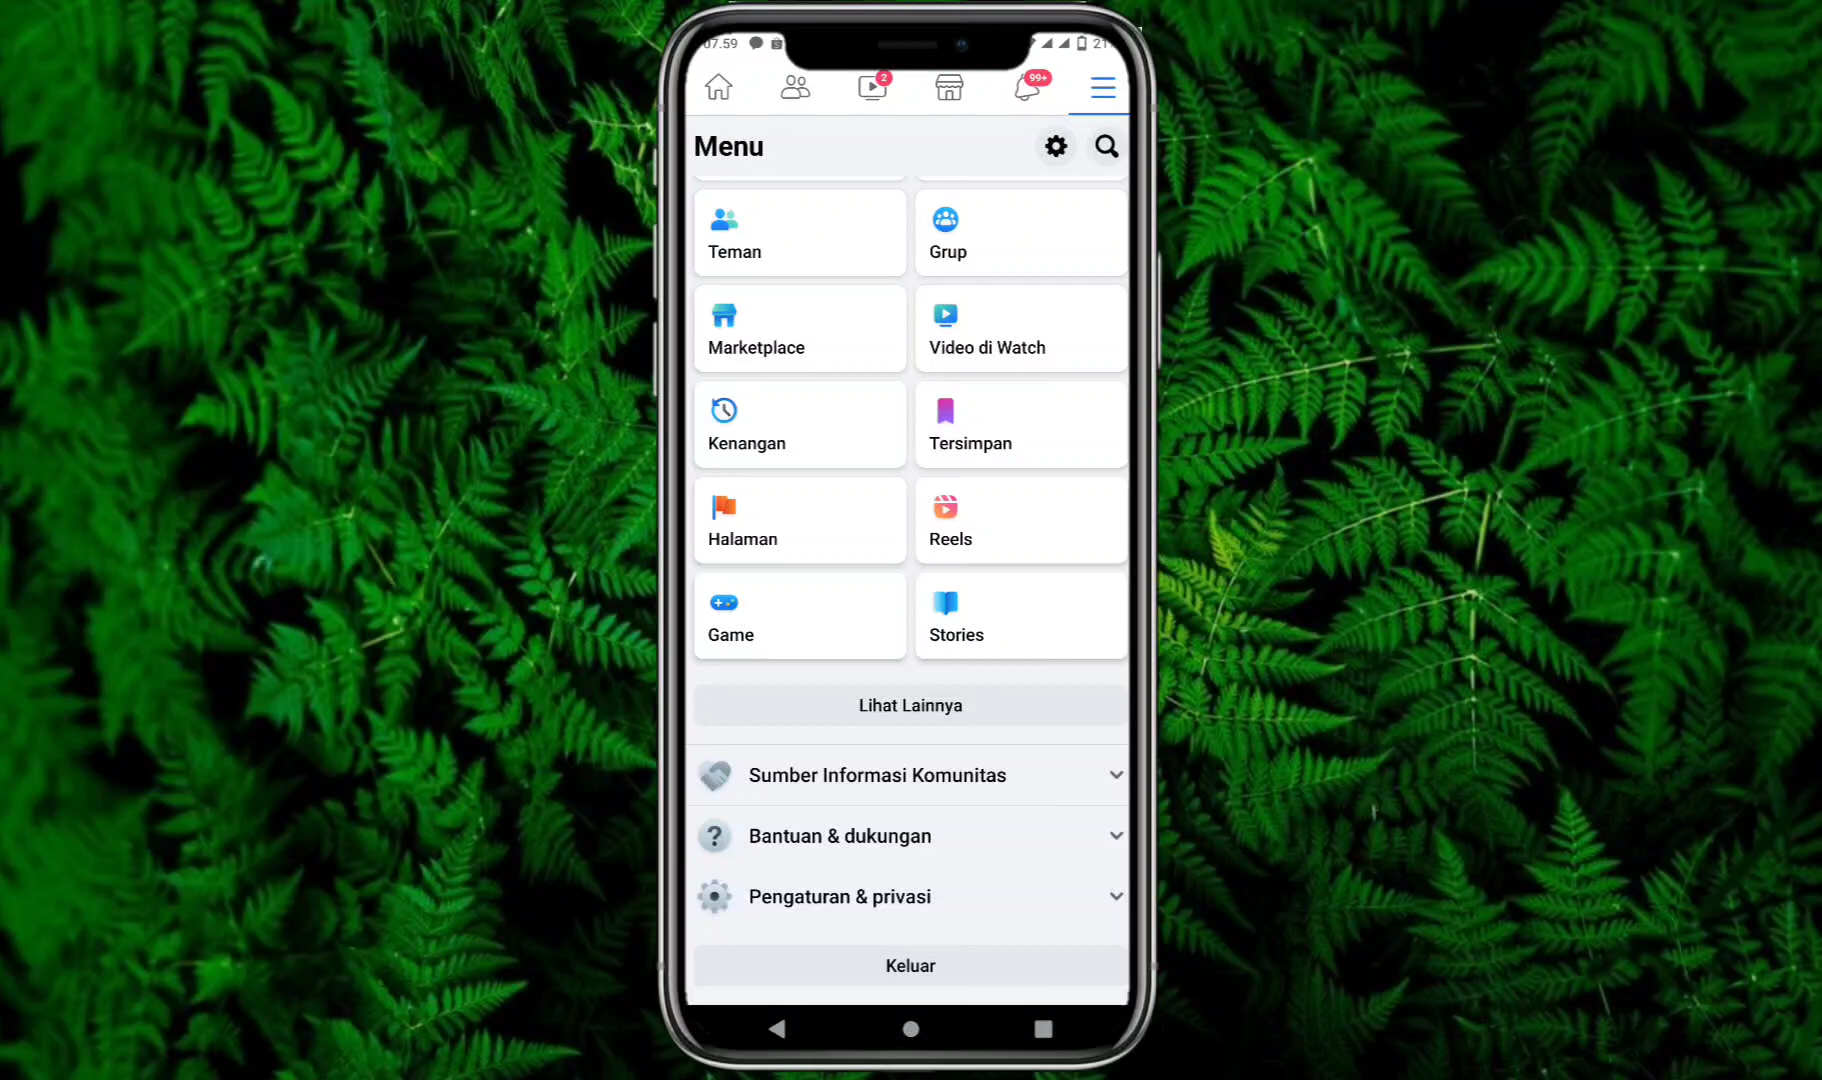 07.59
21
2
99+
Menu
Teman
Grup
Marketplace
Video di Watch
Kenangan
Tersimpan
Halaman
Reels
Game
Stories
Lihat Lainnya
Sumber Informasi Komunitas
Bantuan & dukungan
Pengaturan & privasi
Keluar